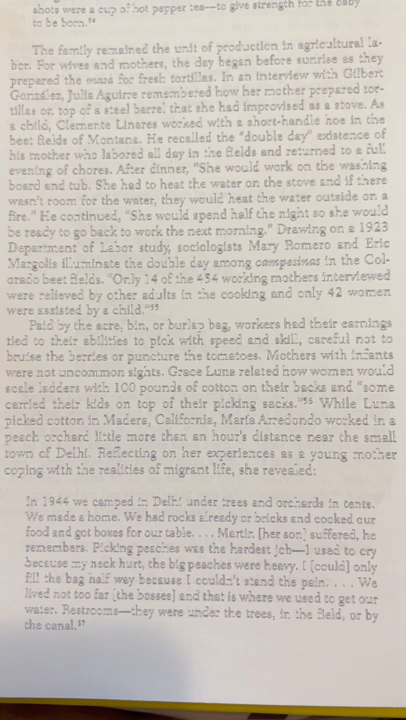 shots were a cup of hot pepper tea—to give strength for the baby
to be born.⁵⁴
The family remained the unit of production in agricultural la-
bor. For wives and mothers, the day began before sunrise as they
prepared the masa for fresh tortillas. In an interview with Gilbert
González, Julia Aguirre remembered how her mother prepared tor-
tillas on top of a steel barrel that she had improvised as a stove. As
a child, Clemente Linares worked with a short-handle hoe in the
beet fields of Montana. He recalled the "double day" existence of
his mother who labored all day in the fields and returned to a full
evening of chores. After dinner, "She would work on the washing
board and tub. She had to heat the water on the stove and if there
wasn't room for the water, they would heat the water outside on a
fire." He continued, "She would spend half the night so she would
be ready to go back to work the next morning." Drawing on a 1923
Department of Labor study, sociologists Mary Romero and Eric
Margolis illuminate the double day among campesinas in the Col-
orado beet fields. "Only 14 of the 454 working mothers interviewed
were relieved by other adults in the cooking and only 42 women
were assisted by a child."⁵⁵
Paid by the acre, bin, or burlap bag, workers had their earnings
tied to their abilities to pick with speed and skill, careful not to
bruise the berries or puncture the tomatoes. Mothers with infants
were not uncommon sights. Grace Luna related how women would
scale ladders with 100 pounds of cotton on their backs and "some
carried their kids on top of their picking sacks."⁵⁶ While Luna
picked cotton in Madera, California, María Arredondo worked in a
peach orchard little more than an hour's distance near the small
town of Delhi. Reflecting on her experiences as a young mother
coping with the realities of migrant life, she revealed:
In 1944 we camped in Delhi under trees and orchards in tents.
We made a home. We had rocks already or bricks and cooked our
food and got boxes for our table. . . . Martin [her son] suffered, he
remembers. Picking peaches was the hardest job—I used to cry
because my neck hurt, the big peaches were heavy. I [could] only
fill the bag half way because I couldn't stand the pain. . . . We
lived not too far [the bosses] and that is where we used to get our
water. Restrooms—they were under the trees, in the field, or by
the canal.⁵⁷